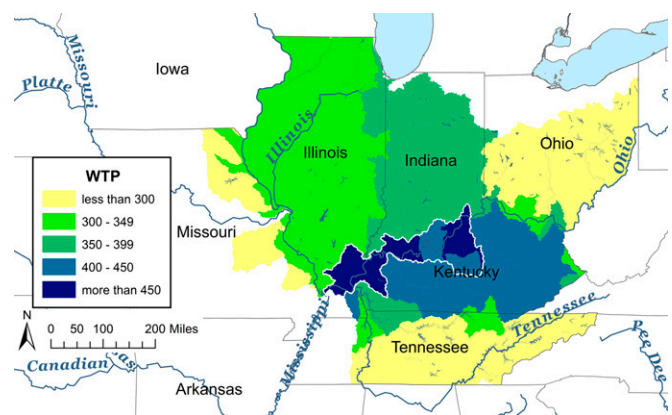 Missouri
Platte
Iowa
Illinois
Illinois
Indiana
Ohio
Ohio
WTP
less than 300
300 - 349
350 - 399
400 - 450
more than 450
Missouri
Kentucky
N
0 50 100 200 Miles
Mississippi
Tennessee
Tennessee
Pee Dee
Canadian
Arkansas